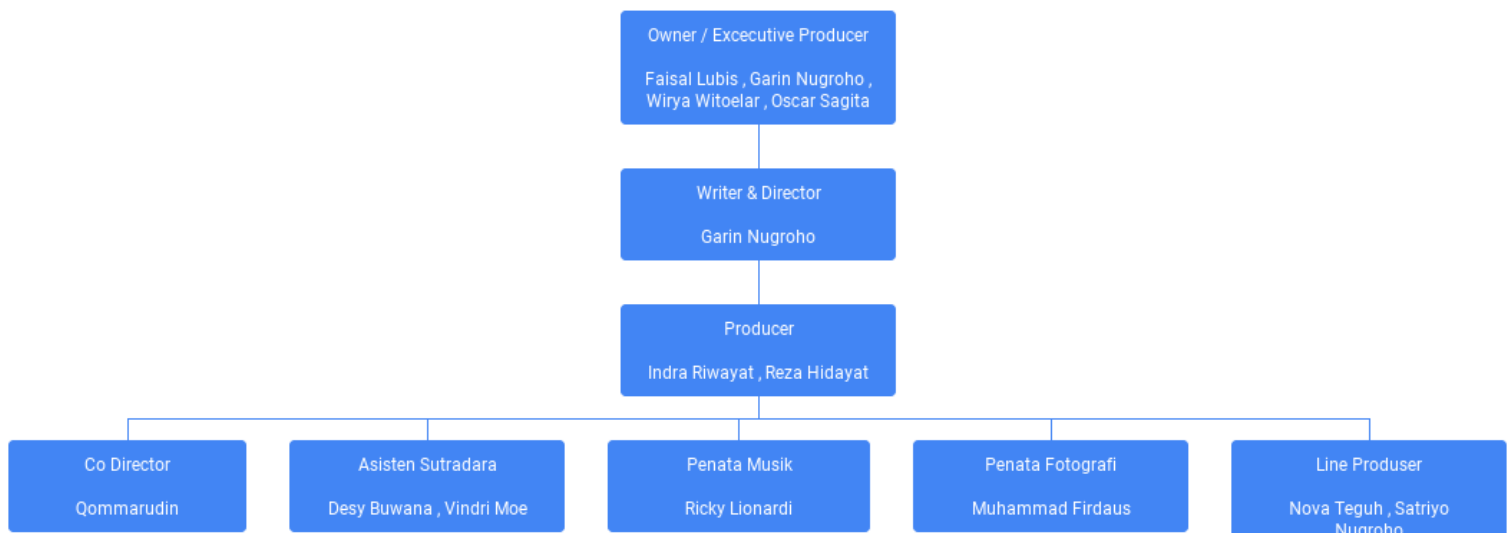 Owner / Excecutive Producer
Faisal Lubis , Garin Nugroho ,
Wirya Witoelar , Oscar Sagita
Writer & Director
Garin Nugroho
Producer
Indra Riwayat , Reza Hidayat
Co Director
Qommarudin
Asisten Sutradara
Desy Buwana , Vindri Moe
Penata Musik
Ricky Lionardi
Penata Fotografi
Muhammad Firdaus
Line Produser
Nova Teguh , Satriyo
Nugroho